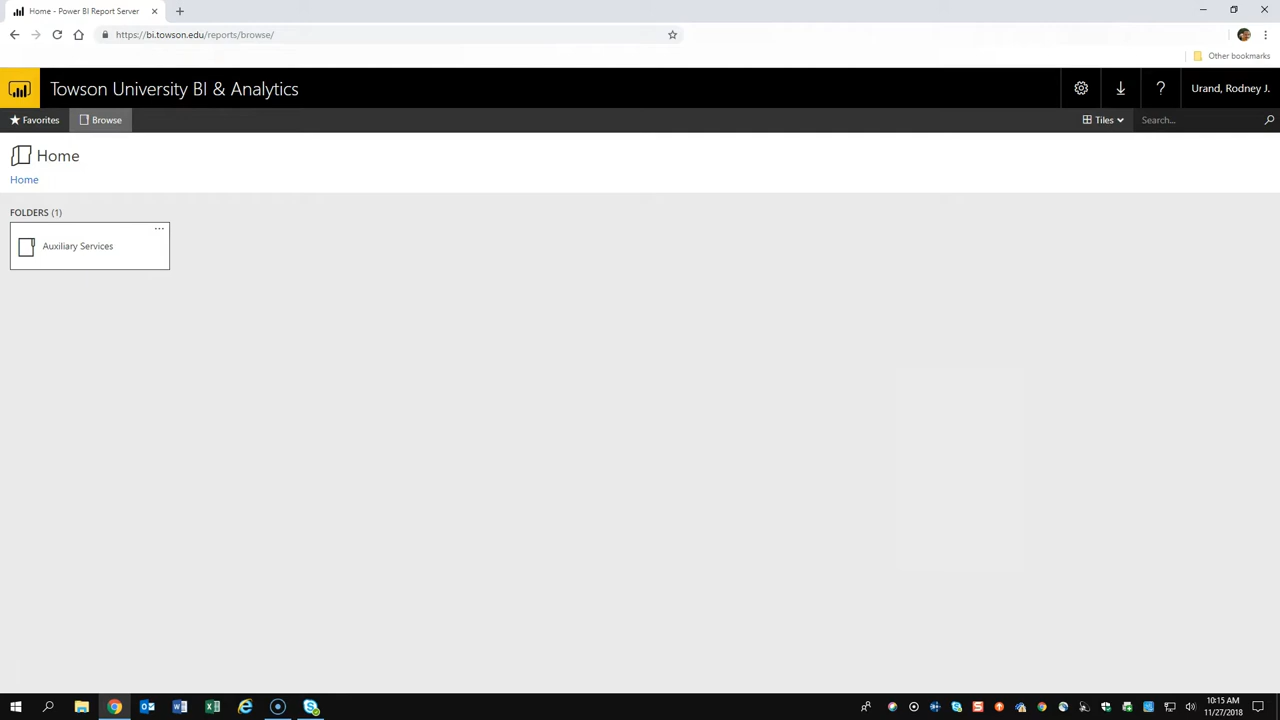 Home - Power BI Report Server
https://bi.towson.edu/reports/browse/
Other bookmarks
Towson University BI & Analytics
?
Urand, Rodney J.
Favorites
Browse
Tiles
Search...
Home
Home
FOLDERS (1)
Auxiliary Services
10:15 AM
11/27/2018